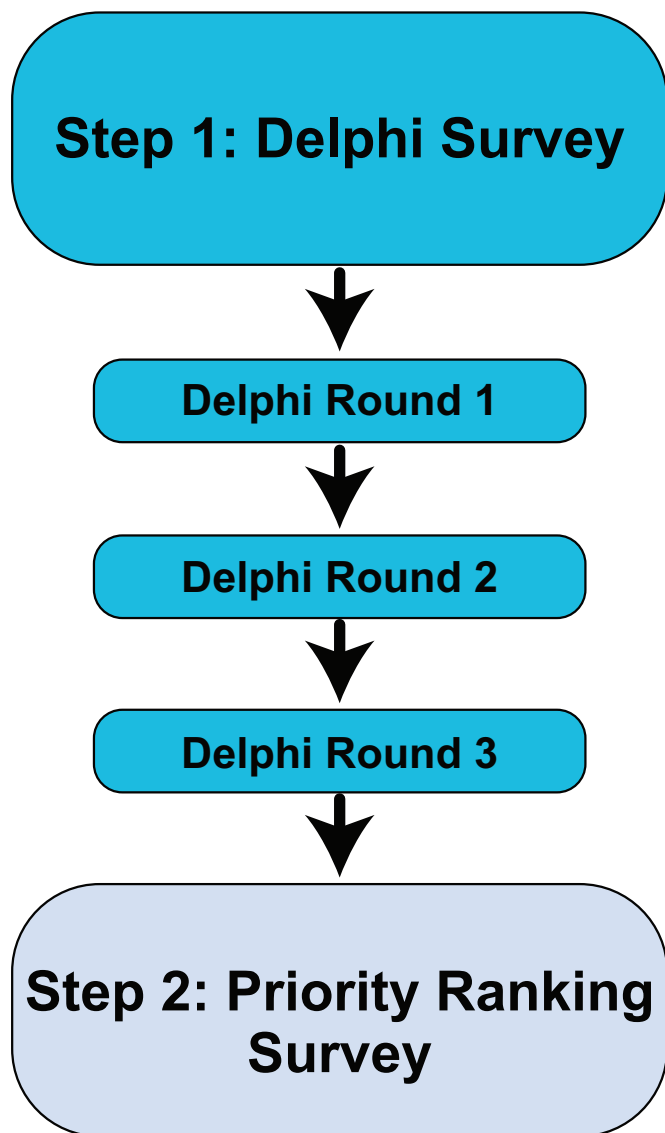 Step 1: Delphi Survey
Delphi Round 1
Delphi Round 2
Delphi Round 3
Step 2: Priority Ranking
Survey